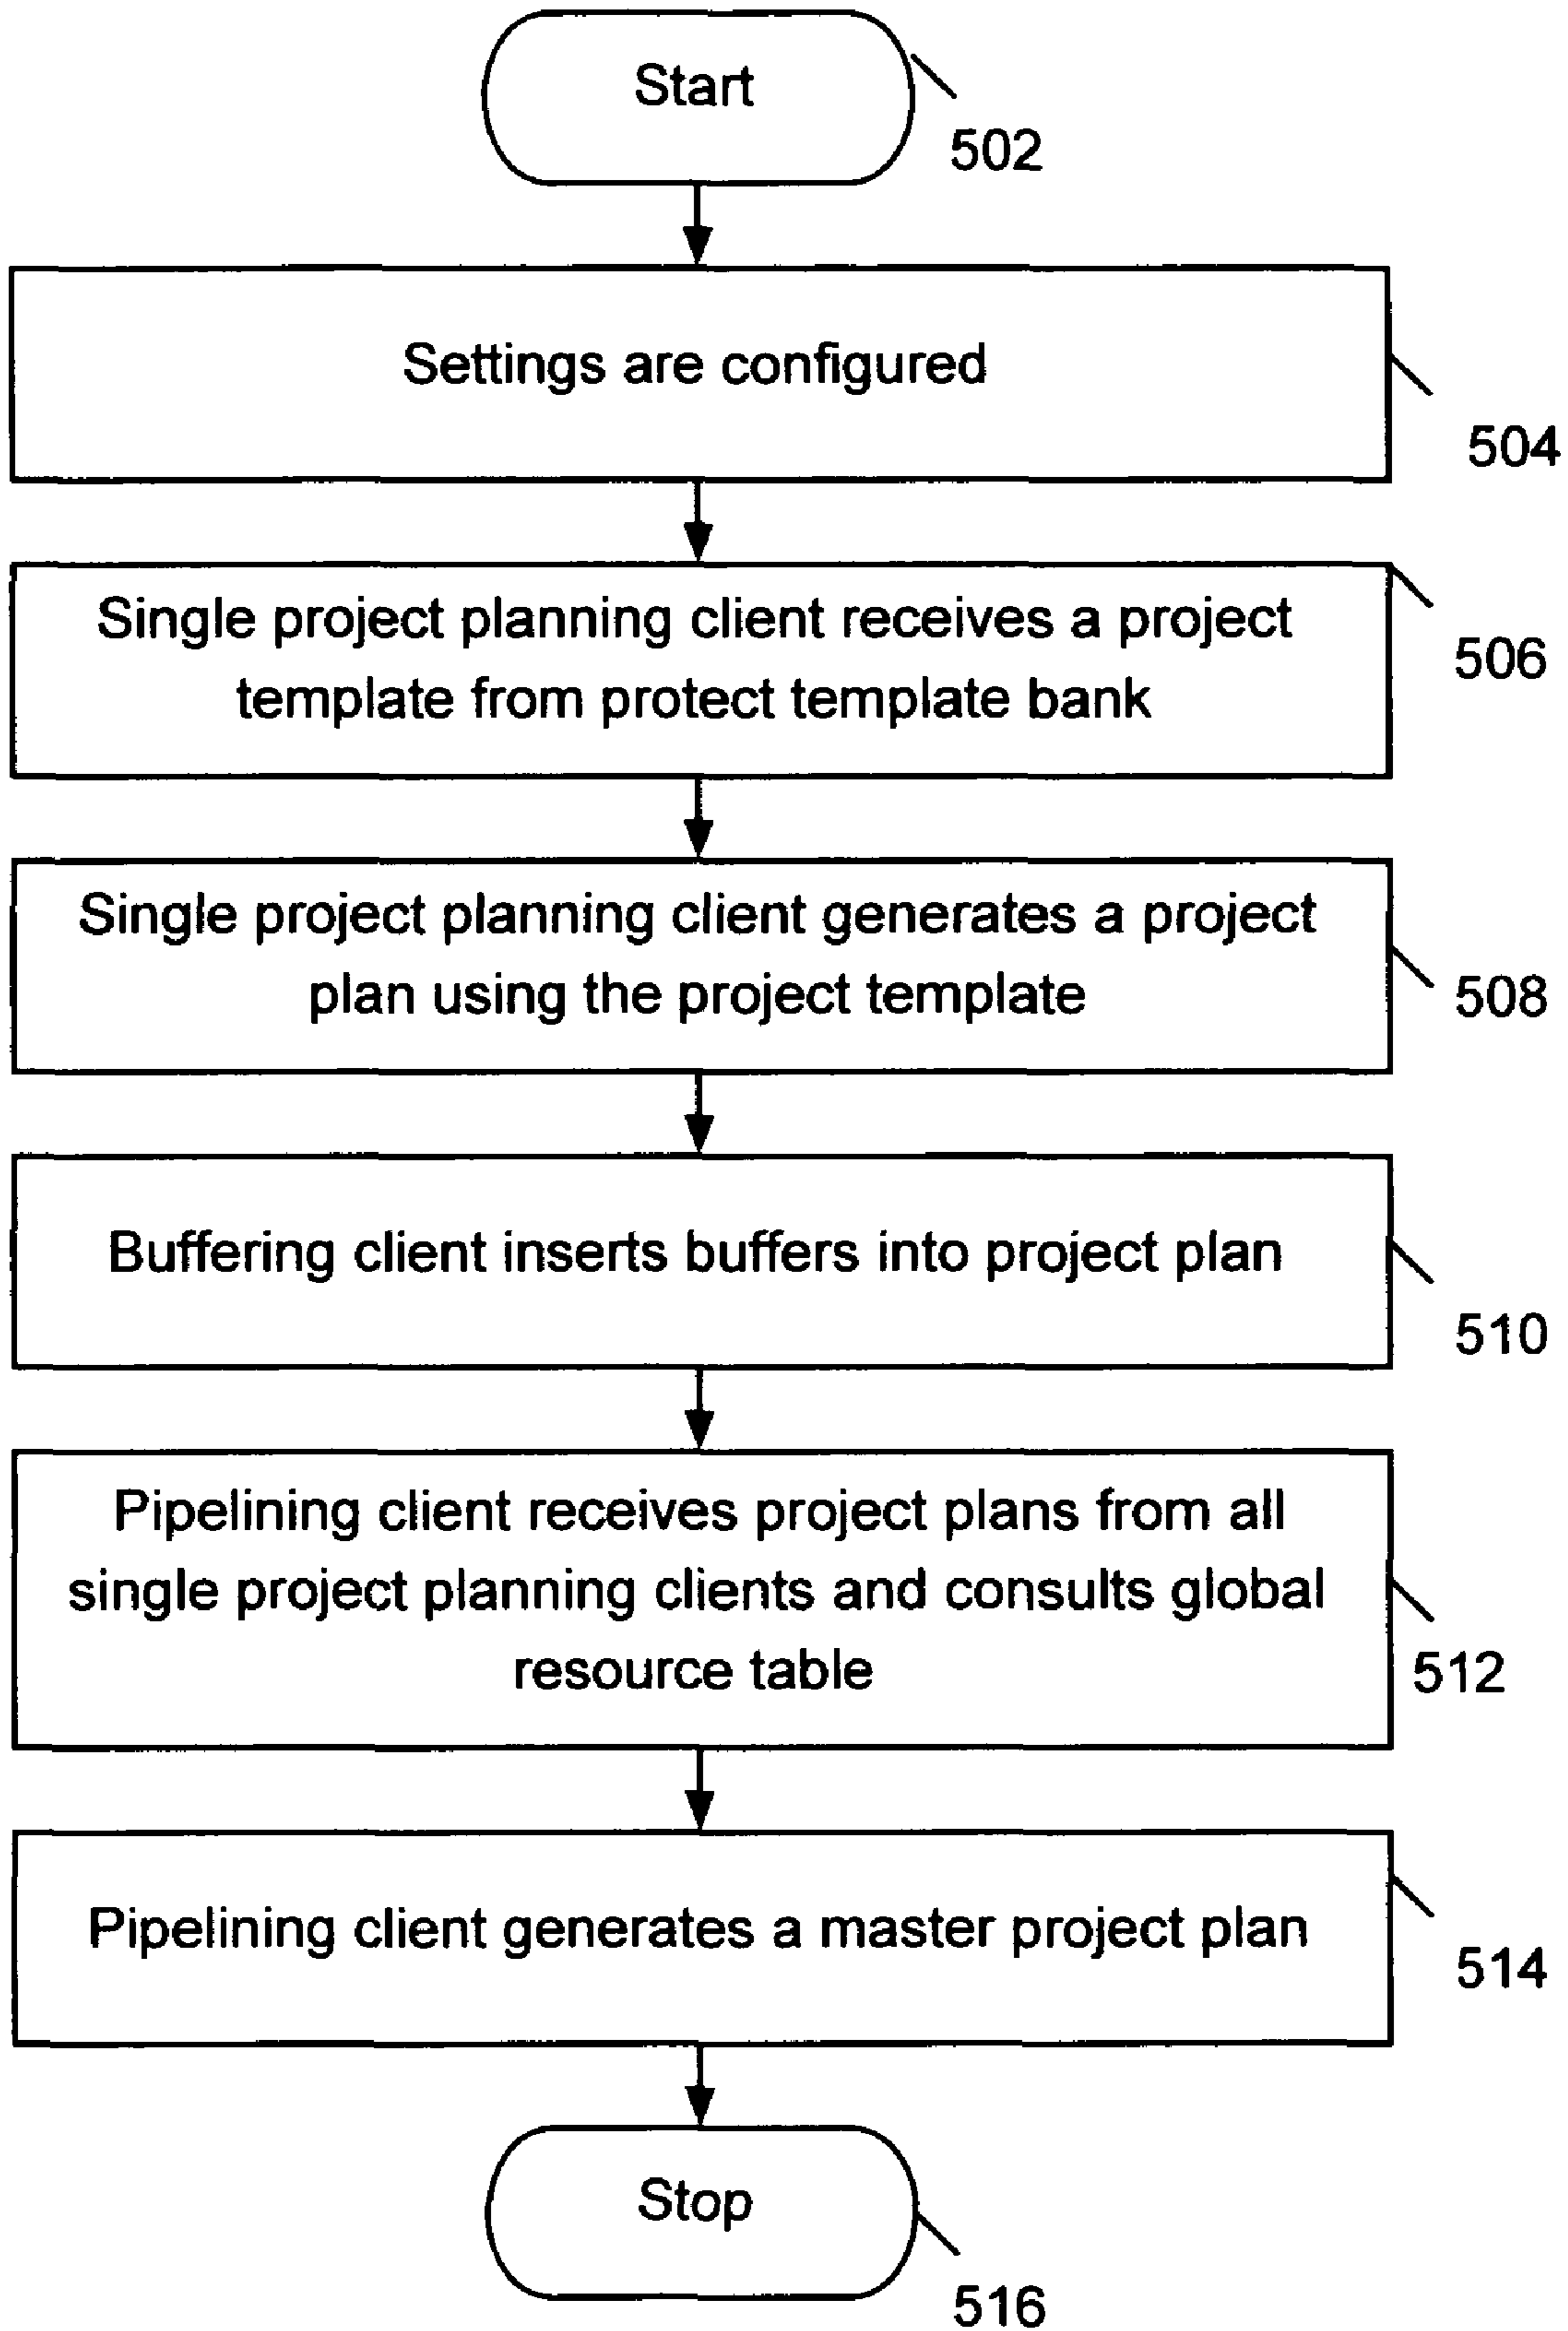 Start
502
Settings are configured
504
Single project planning client receives a project
template from protect template bank
506
Single project planning client generates a project
plan using the project template
508
Buffering client inserts buffers into project plan
510
Pipelining client receives project plans from all
single project planning clients and consults global
resource table
512
Pipelining client generates a master project plan
514
Stop
516